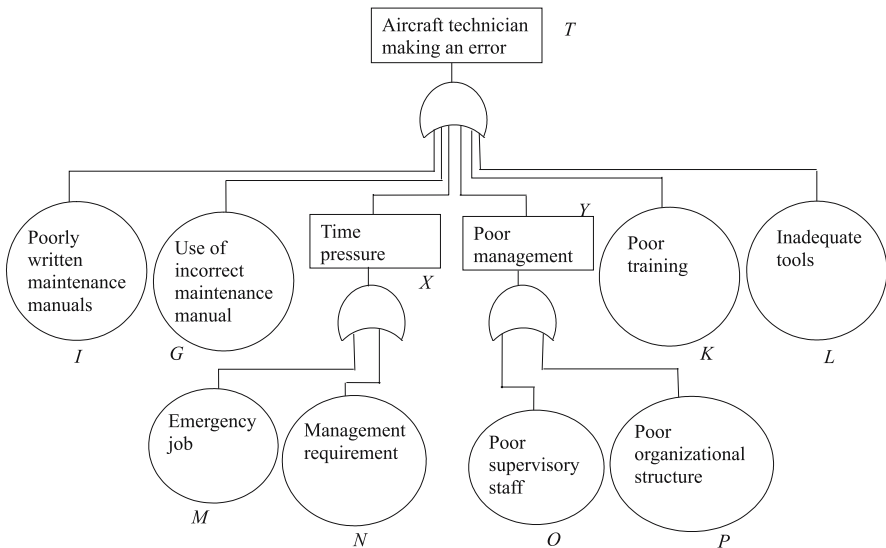 Aircraft technician
making an error
T
Poorly
written
maintenance
manuals
I
Use of
incorrect
maintenance
manual
G
Time
pressure
X
Y
Poor
management
Poor
training
K
Inadequate
tools
L
Emergency
job
M
Management
requirement
N
Poor
supervisory
staff
O
Poor
organizational
structure
P